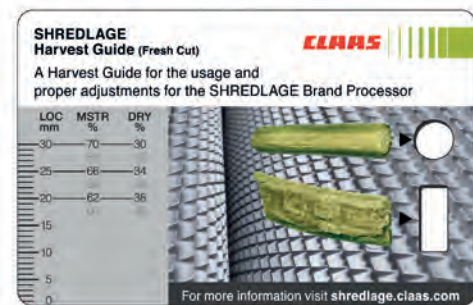 SHREDLAGE
Harvest Guide (Fresh Cut)
CLAAS
A Harvest Guide for the usage and
proper adjustments for the SHREDLAGE Brand Processor
LOC MSTR DRY
mm % %
30 70 30
25 66 34
20 62 38
15
10
5
0
For more information visit shredlage.claas.com